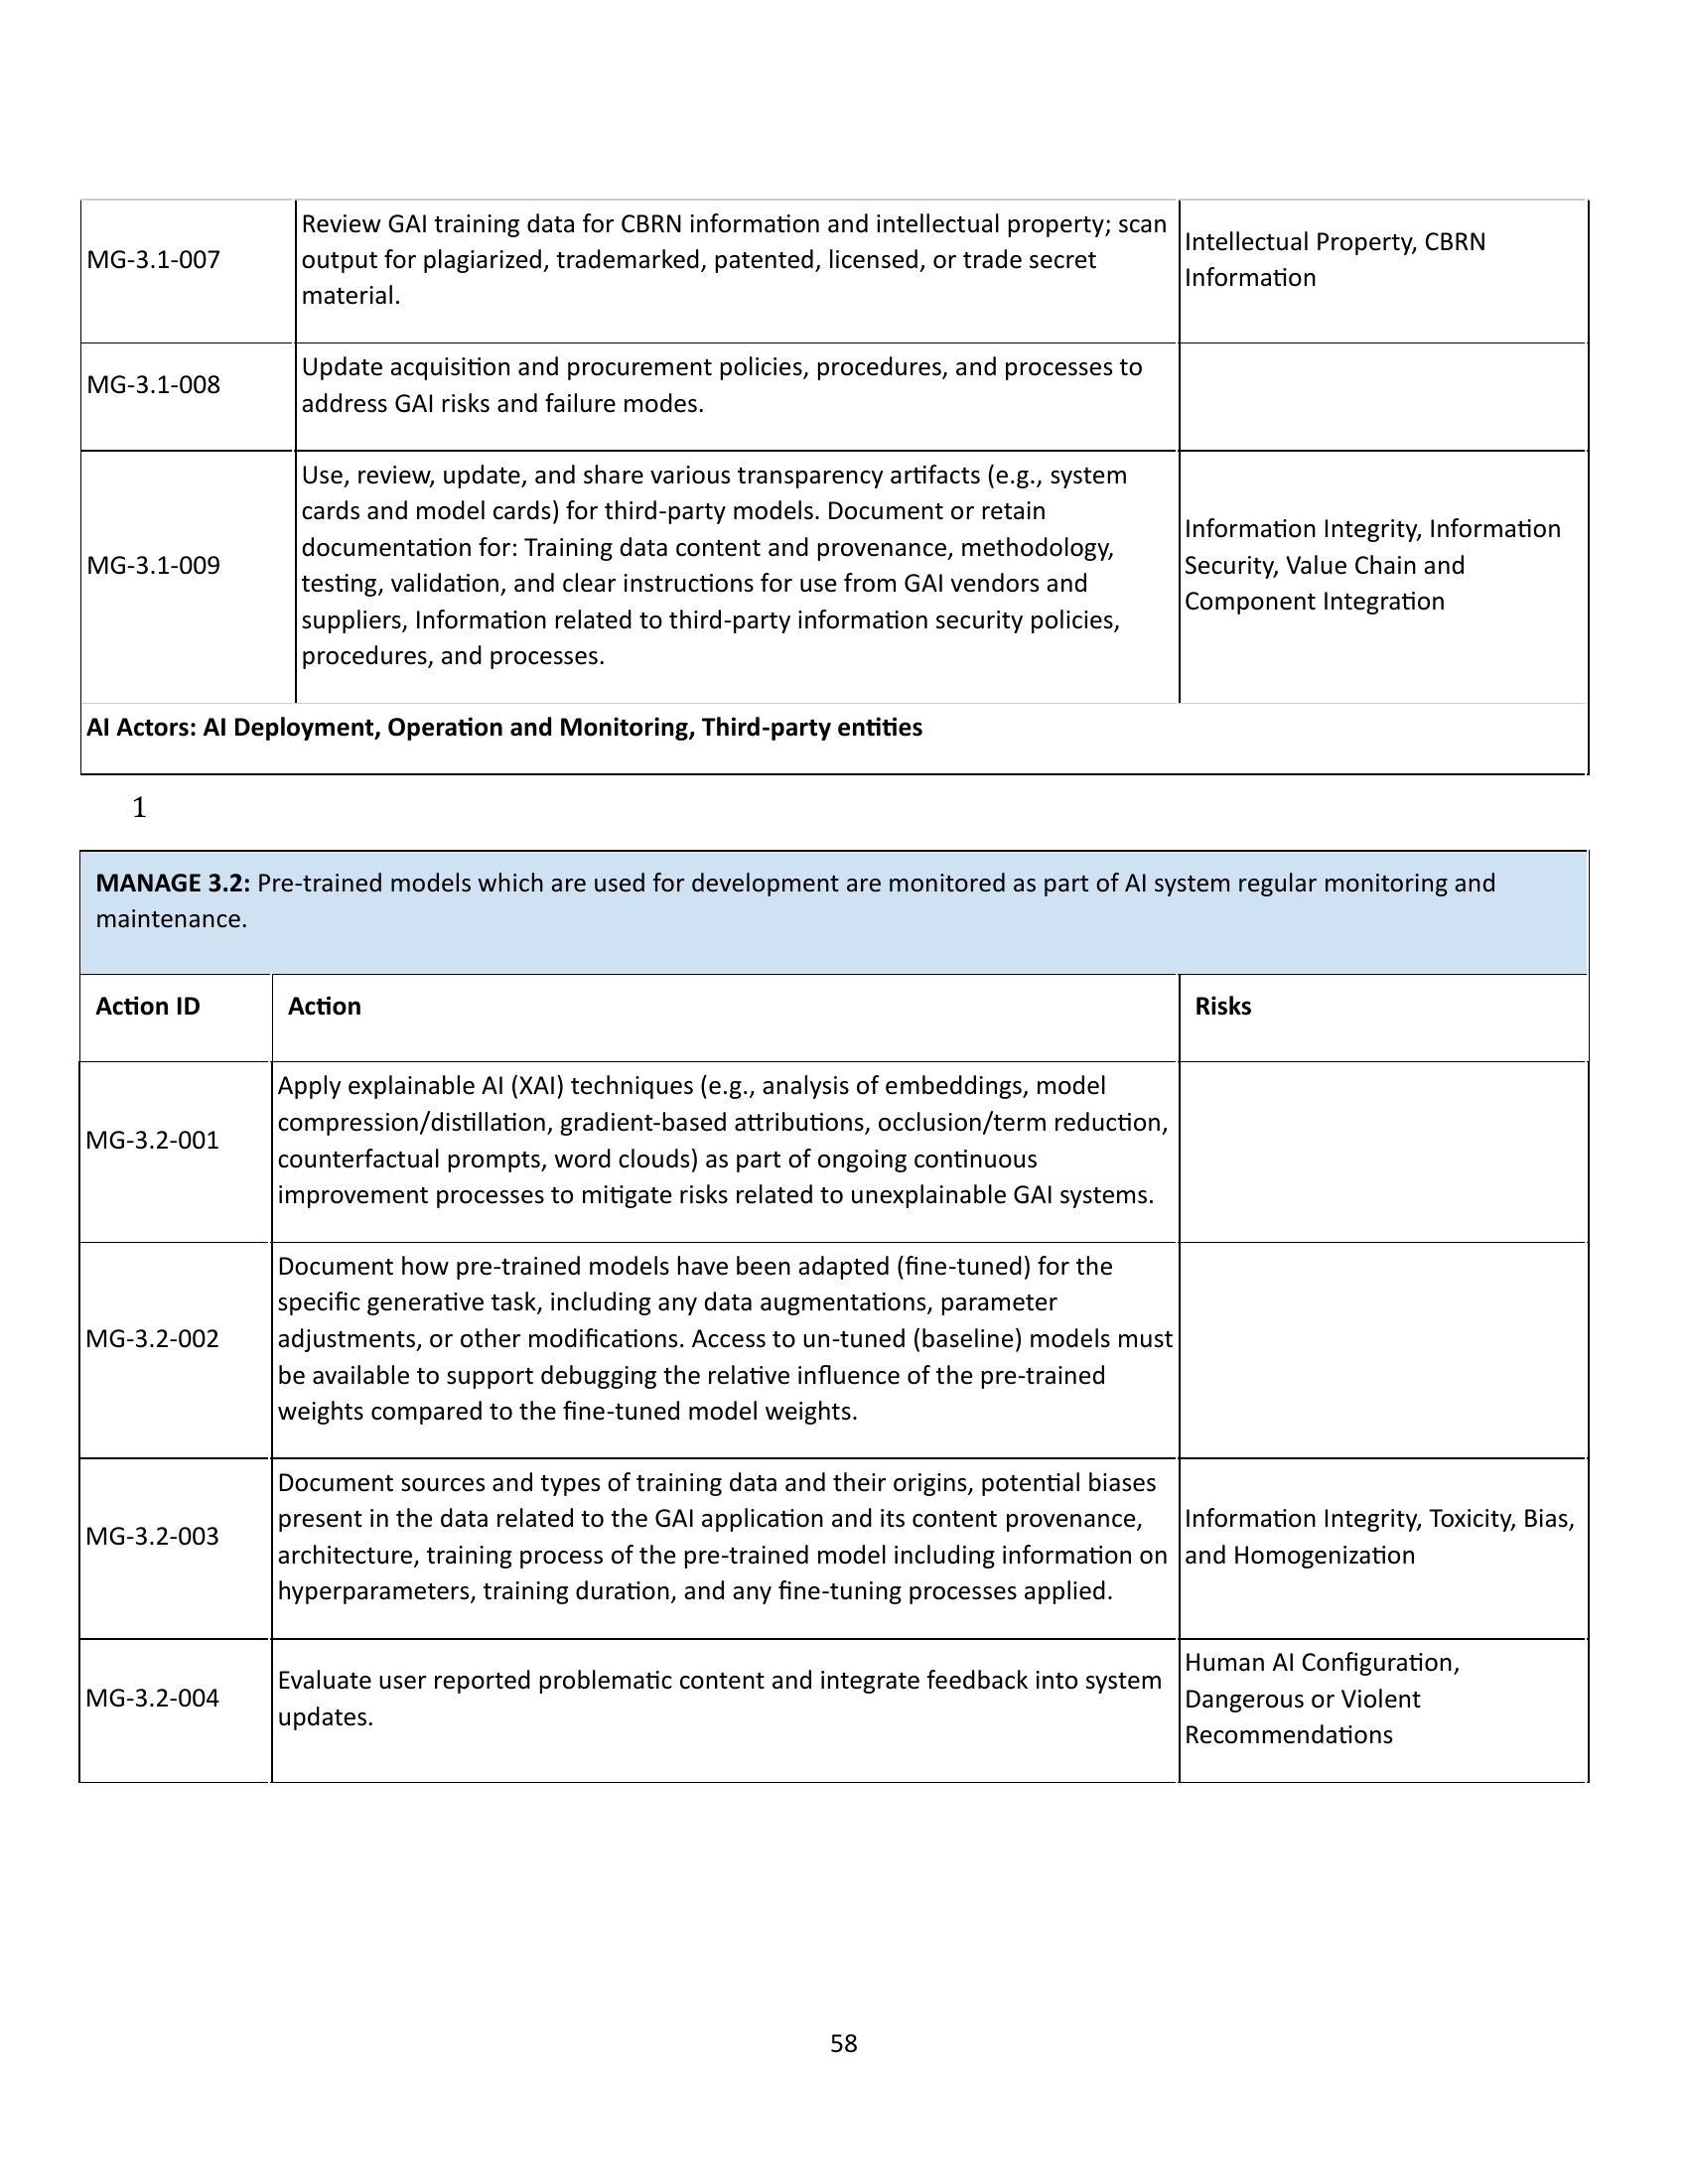 MG-3.1-007
Review GAI training data for CBRN information and intellectual property; scan
output for plagiarized, trademarked, patented, licensed, or trade secret
material.
Intellectual Property, CBRN
Information
MG-3.1-008
Update acquisition and procurement policies, procedures, and processes to
address GAI risks and failure modes.
MG-3.1-009
Use, review, update, and share various transparency artifacts (e.g., system
cards and model cards) for third-party models. Document or retain
documentation for: Training data content and provenance, methodology,
testing, validation, and clear instructions for use from GAI vendors and
suppliers, Information related to third-party information security policies,
procedures, and processes.
Information Integrity, Information
Security, Value Chain and
Component Integration
AI Actors: AI Deployment, Operation and Monitoring, Third-party entities
1
MANAGE 3.2: Pre-trained models which are used for development are monitored as part of AI system regular monitoring and
maintenance.
Action ID
Action
Risks
MG-3.2-001
Apply explainable AI (XAI) techniques (e.g., analysis of embeddings, model
compression/distillation, gradient-based attributions, occlusion/term reduction,
counterfactual prompts, word clouds) as part of ongoing continuous
improvement processes to mitigate risks related to unexplainable GAI systems.
MG-3.2-002
Document how pre-trained models have been adapted (fine-tuned) for the
specific generative task, including any data augmentations, parameter
adjustments, or other modifications. Access to un-tuned (baseline) models must
be available to support debugging the relative influence of the pre-trained
weights compared to the fine-tuned model weights.
MG-3.2-003
Document sources and types of training data and their origins, potential biases
present in the data related to the GAI application and its content provenance,
architecture, training process of the pre-trained model including information on
hyperparameters, training duration, and any fine-tuning processes applied.
Information Integrity, Toxicity, Bias,
and Homogenization
MG-3.2-004
Evaluate user reported problematic content and integrate feedback into system
updates.
Human AI Configuration,
Dangerous or Violent
Recommendations
58